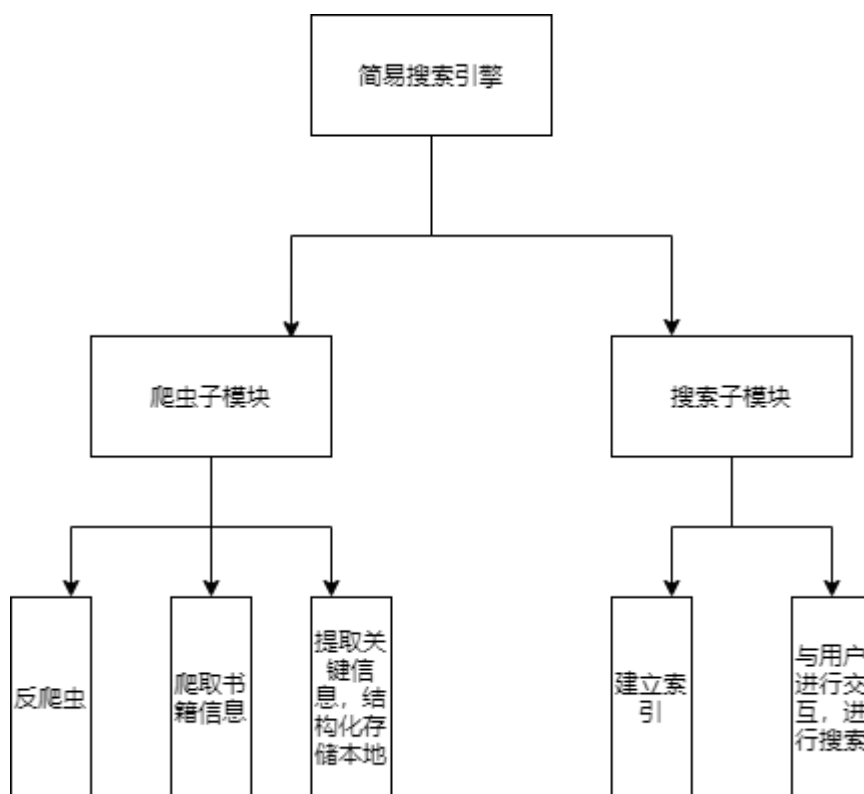 简易搜索引擎
爬虫子模块
搜索子模块
反爬虫
爬取书
籍信息
提取关
键信
息，结
构化存
储本地
建立索
引
与用户
进行交
互，进
行搜索